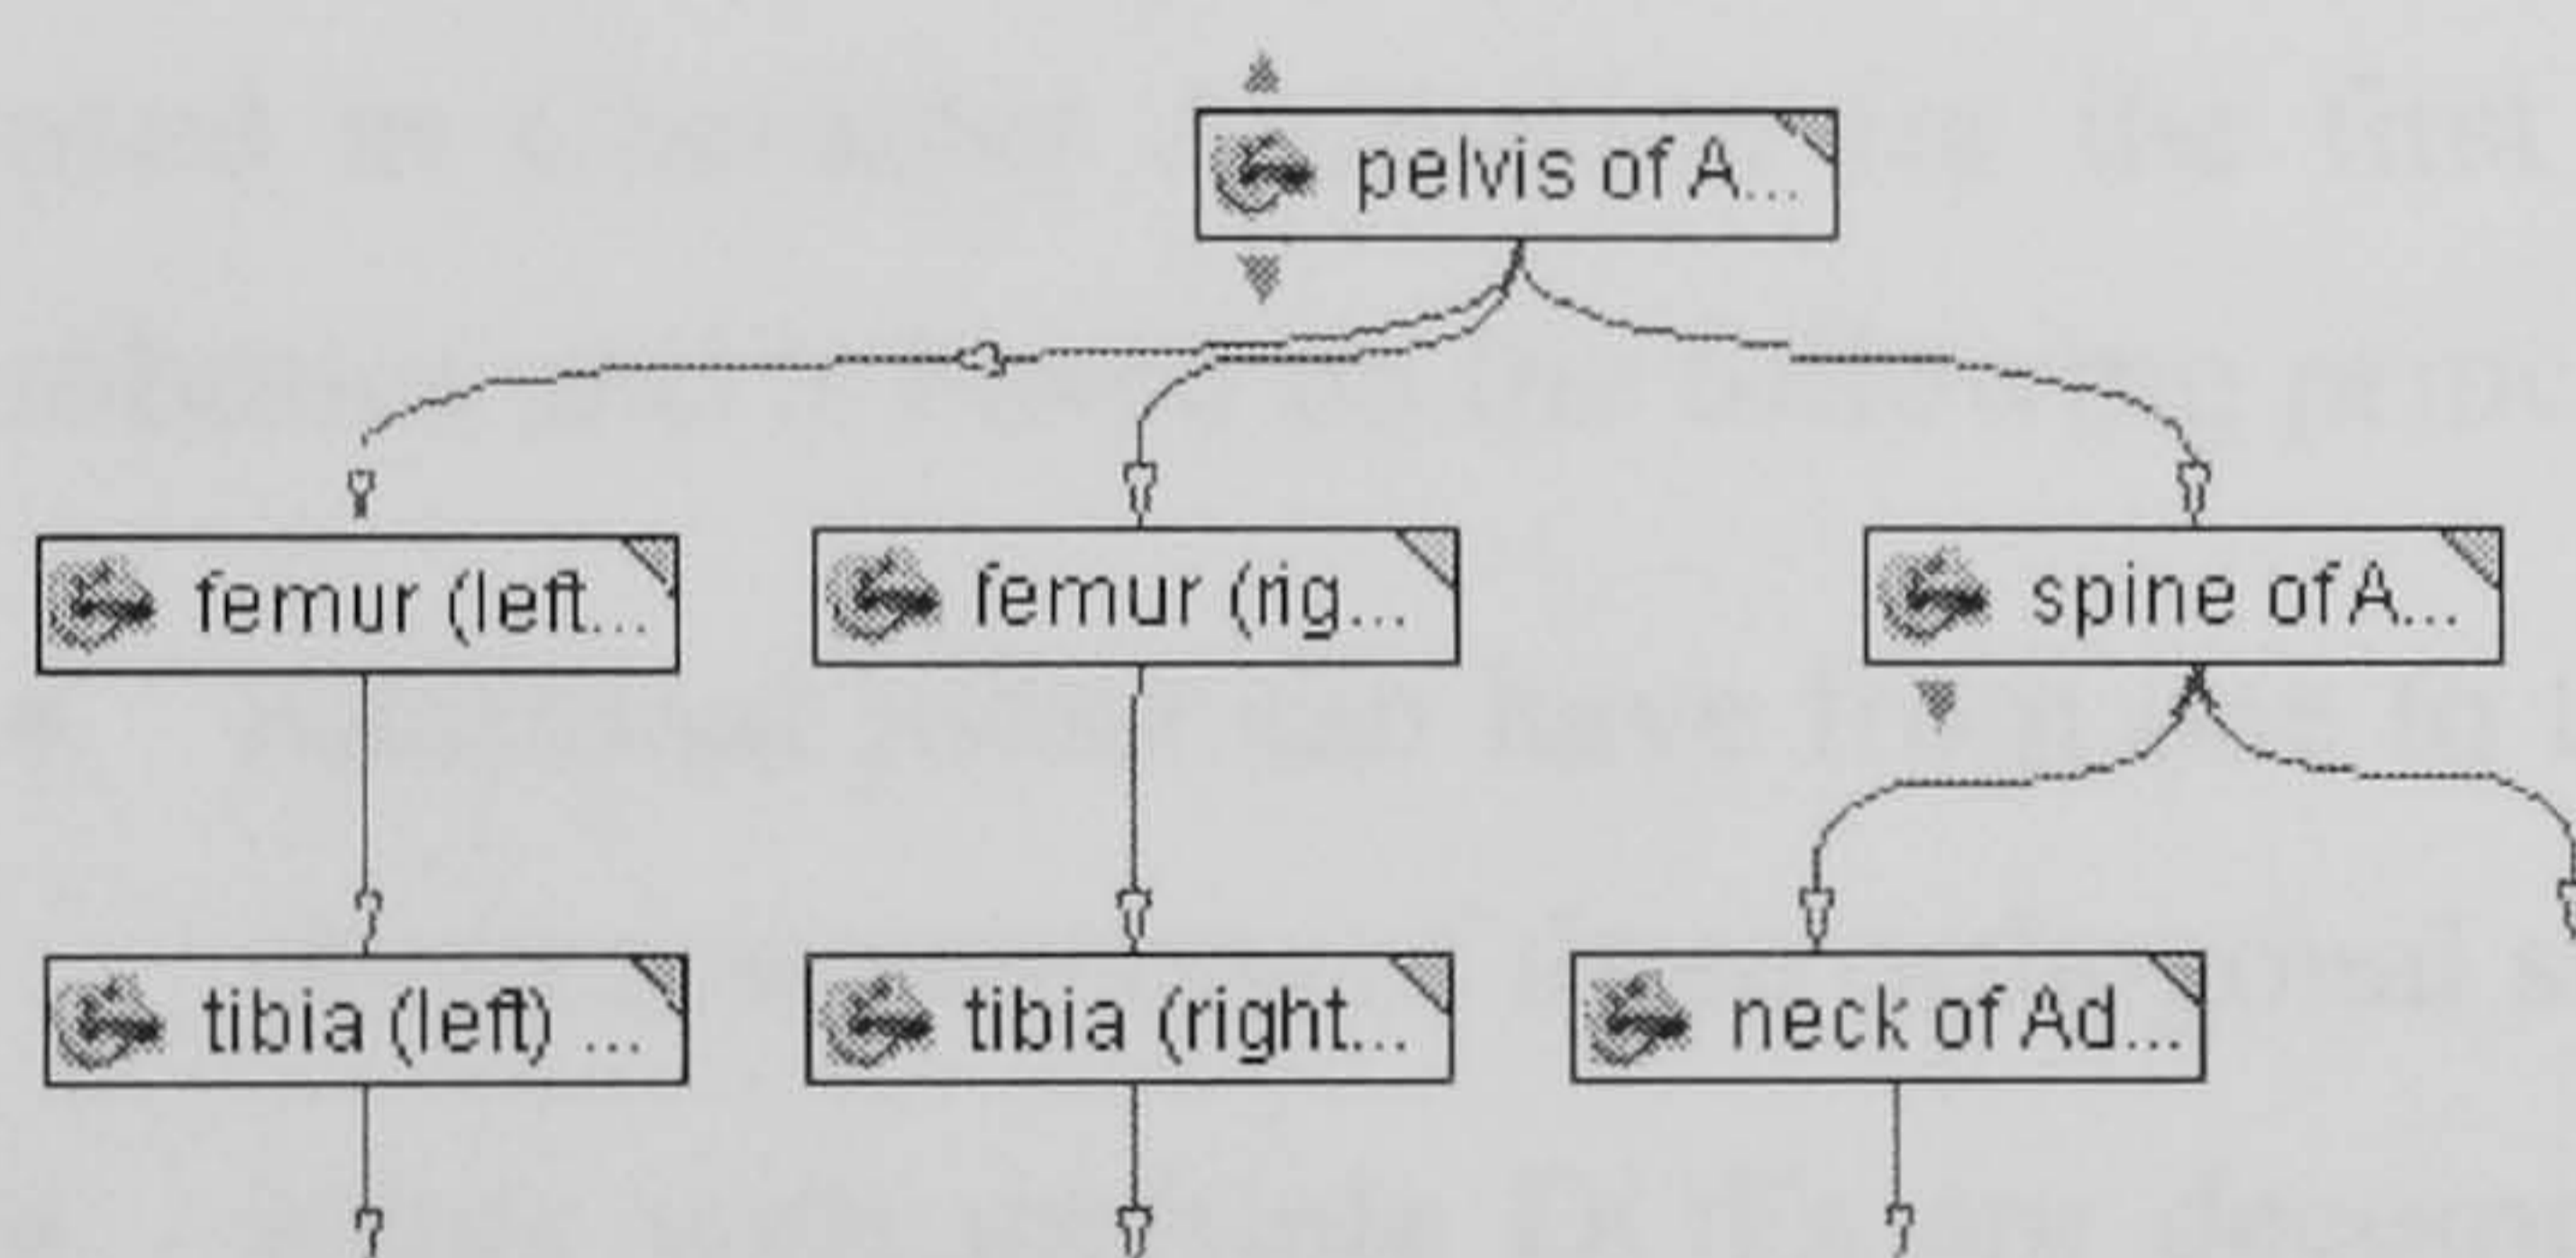 pelvis of A...
femur (left...
femur (rig...
spine of A...
tibia (left) ...
tibia (right...
neck of Ad...